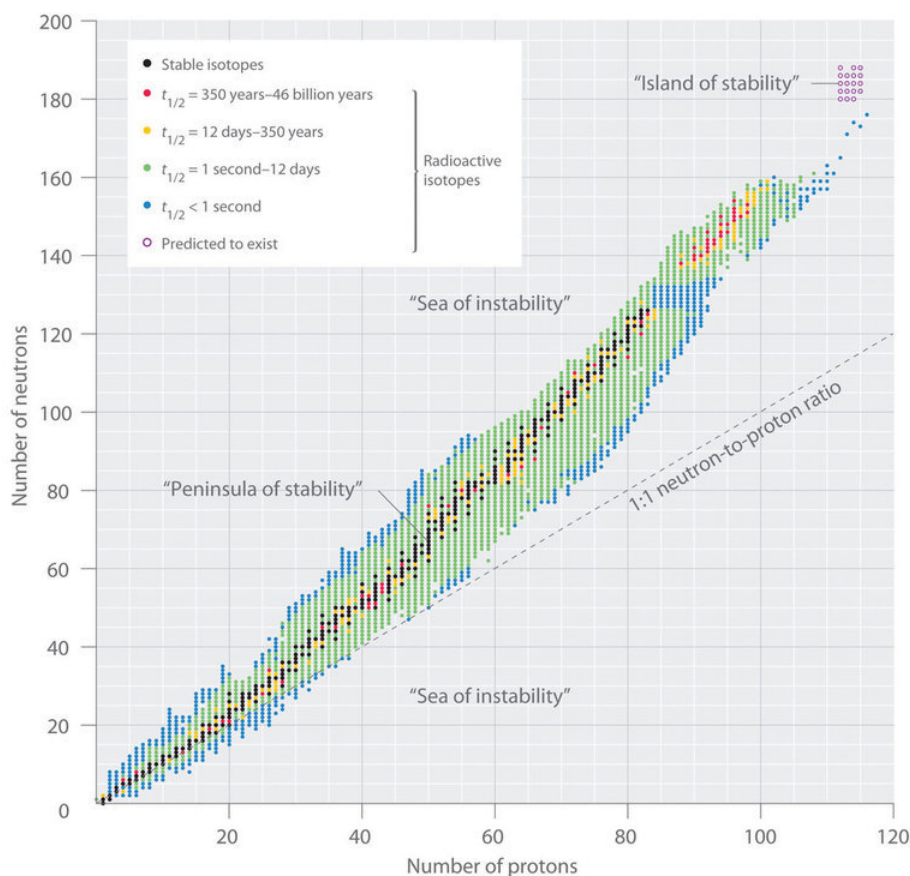 200
180
160
140
120
100
80
60
40
20
0
Number of neutrons
Stable isotopes
t1/2 = 350 years–46 billion years
t1/2 = 12 days–350 years
t1/2 = 1 second–12 days
t1/2 < 1 second
Predicted to exist
Radioactive
isotopes
“Island of stability”
“Sea of instability”
“Peninsula of stability”
1:1 neutron-to-proton ratio
“Sea of instability”
20
40
60
80
100
120
Number of protons